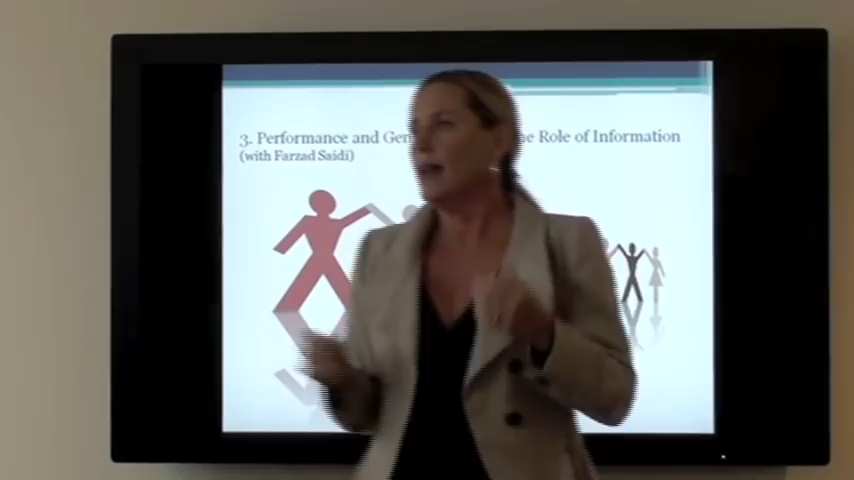 3. Performance and Gen he Role of Information
(with Farzad Saidi)